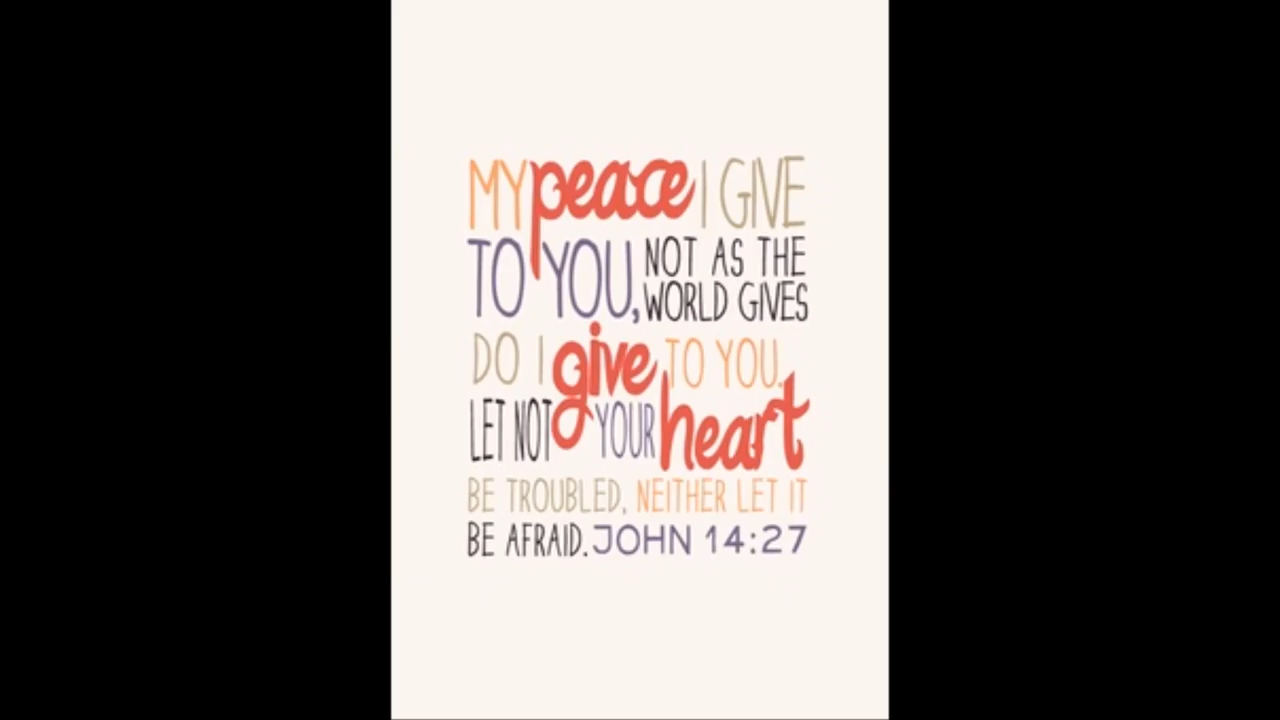 MY peace I GIVE
TO YOU, NOT AS THE
WORLD GIVES
DO I give TO YOU.
LET NOT YOUR heart
BE TROUBLED, NEITHER LET IT
BE AFRAID. JOHN 14:27